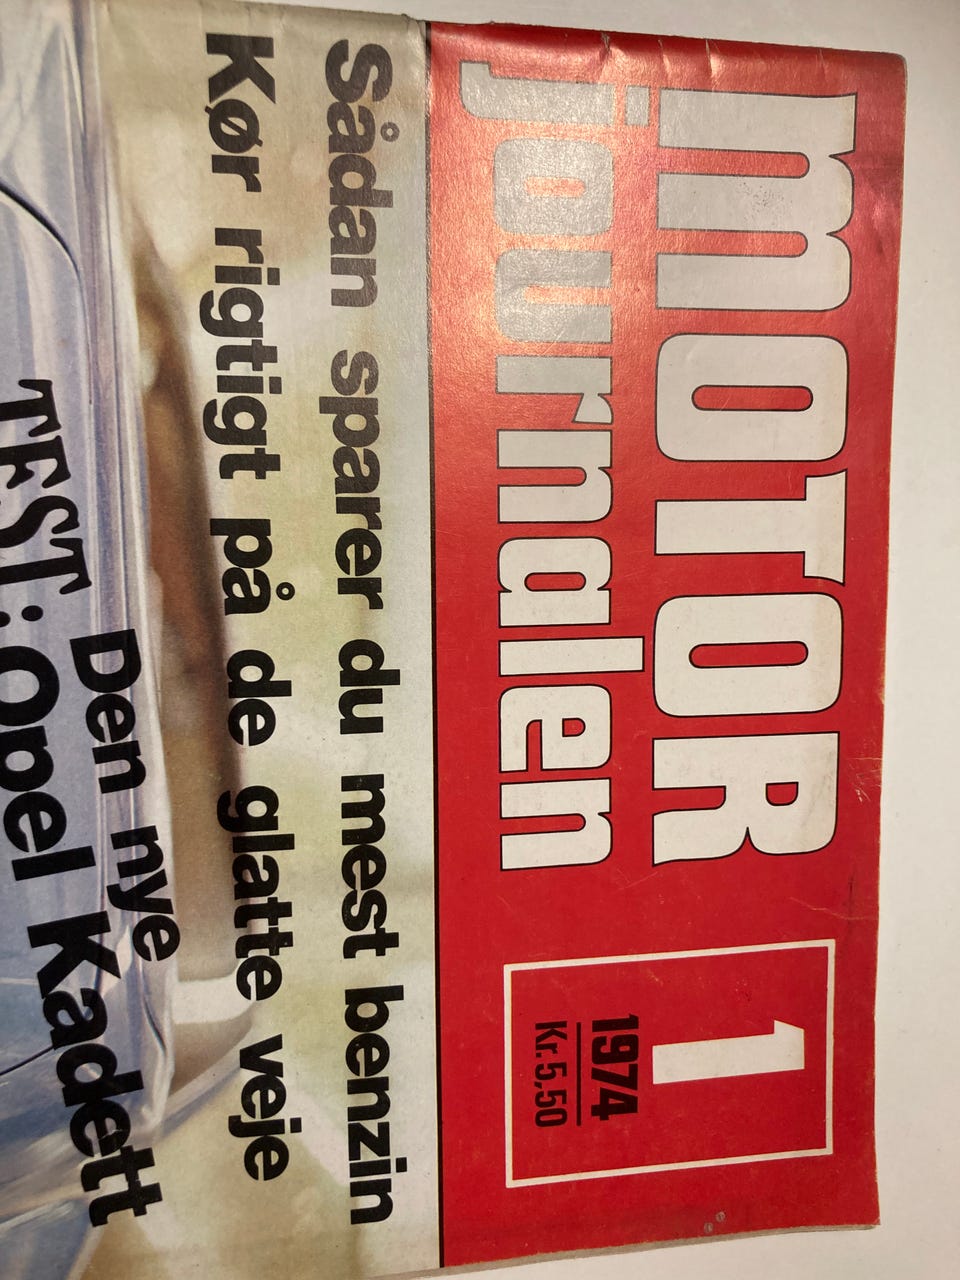 MOTOR
journalen
1
1974
Kr. 5,50
Sådan sparer du mest benzin
Kør rigtigt på de glatte veje
Den nye
TEST: Opel Kadett